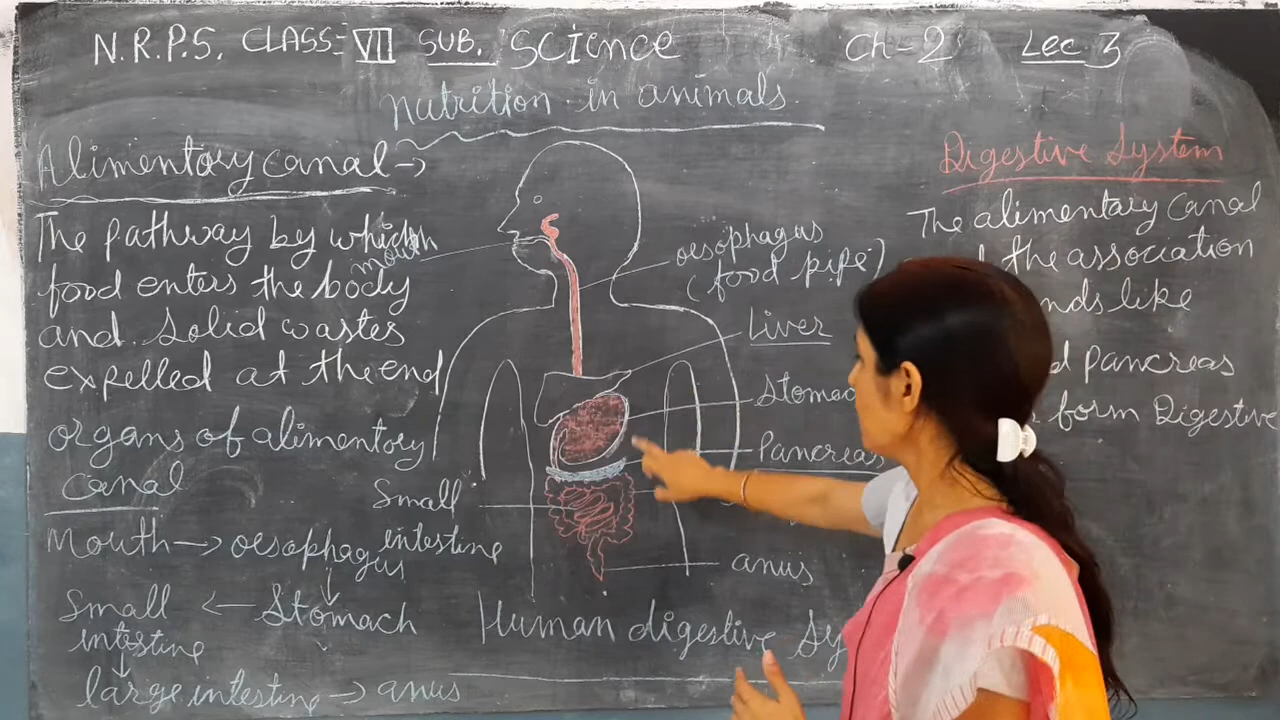 N.R.P.S. CLASS- VII SUB. Science Ch-2 Lec 3
Nutrition in animals
Alimentory canal →
The pathway by which
food enters the body
and solid wastes
expelled at the end
organs of alimentory
canal
Mouth → oesophagus
↓
Small ← Stomach
intestine
↓
large intestine → anus
mouth
oesophagus
(food pipe)
Liver
Pancreas
Small
intestine
anus
Human digestive Sy
Digestive System
The alimentary canal
the association
like
Pancreas
form Digestive